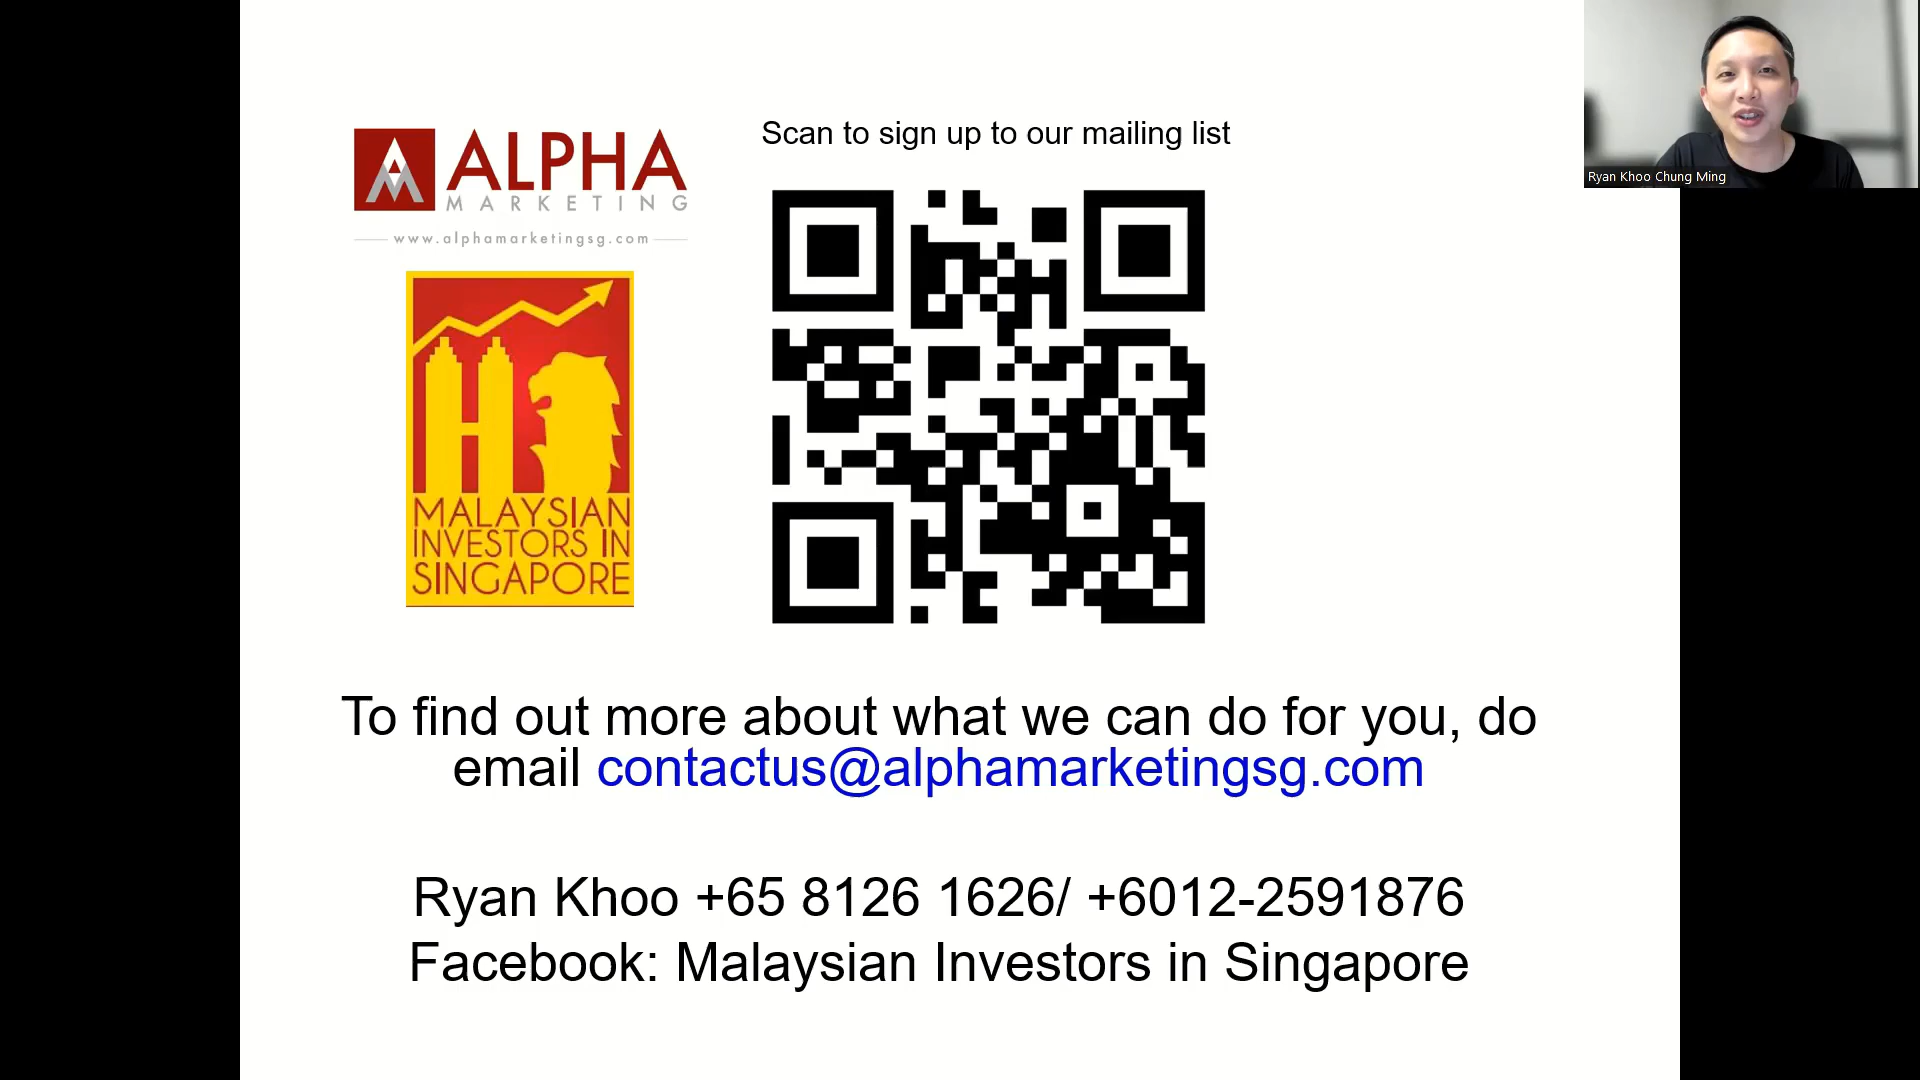 Scan to sign up to our mailing list
ALPHA
MARKETING
www.alphamarketingsg.com
MALAYSIAN
INVESTORS IN
SINGAPORE
Ryan Khoo Chung Ming
To find out more about what we can do for you, do
email contactus@alphamarketingsg.com
Ryan Khoo +65 8126 1626/ +6012-2591876
Facebook: Malaysian Investors in Singapore